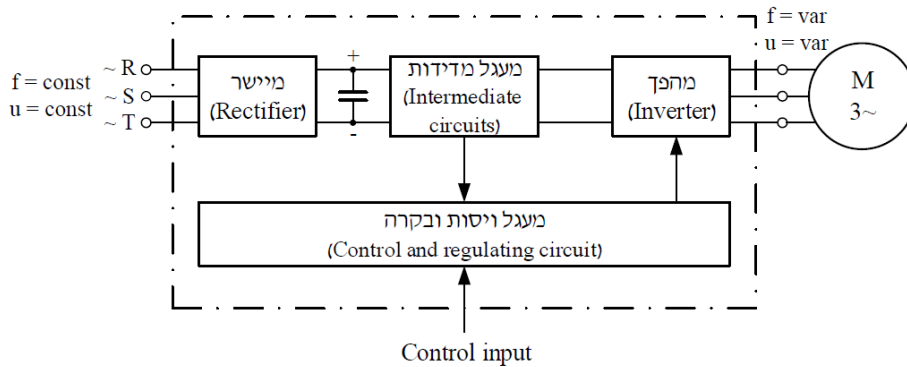 f = var
u = var
f = const
u = const
~ R
~ S
~ T
מיישר
(Rectifier)
+
-
מעגל מדידות
(Intermediate
circuits)
מהפך
(Inverter)
M
3~
מעגל ויסות ובקרה
(Control and regulating circuit)
Control input